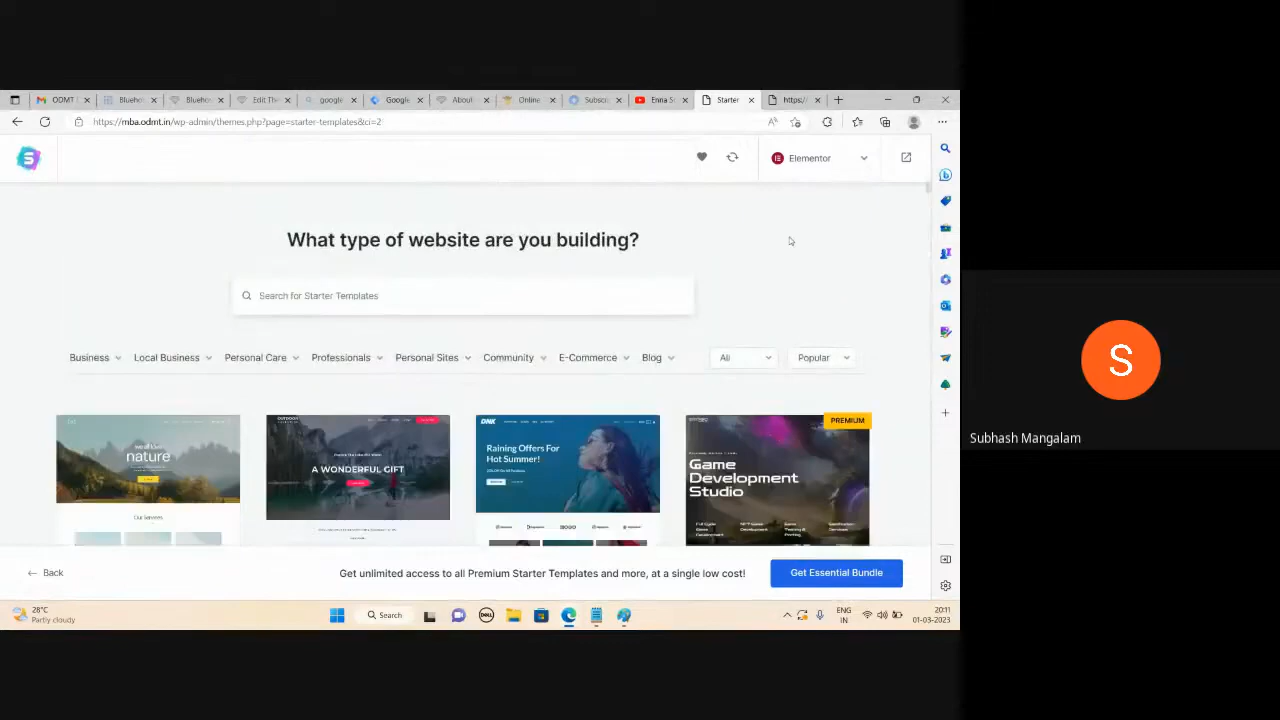 ODMT
Blueho
Blueho
Edit The
google
Google
About
Online
Subscri
Enna S
Starter
https:/
https://mba.odmt.in/wp-admin/themes.php?page=starter-templates&ci=2
Elementor
What type of website are you building?
Search for Starter Templates
Business
Local Business
Personal Care
Professionals
Personal Sites
Community
E-Commerce
Blog
All
Popular
nature
Our Services
A WONDERFUL GIFT
DNK
Raining Offers For
Hot Summer!
PREMIUM
Game
Development
Studio
Back
Get unlimited access to all Premium Starter Templates and more, at a single low cost!
Get Essential Bundle
28°C
Partly cloudy
Search
ENG
IN
20:11
01-03-2023
S
Subhash Mangalam